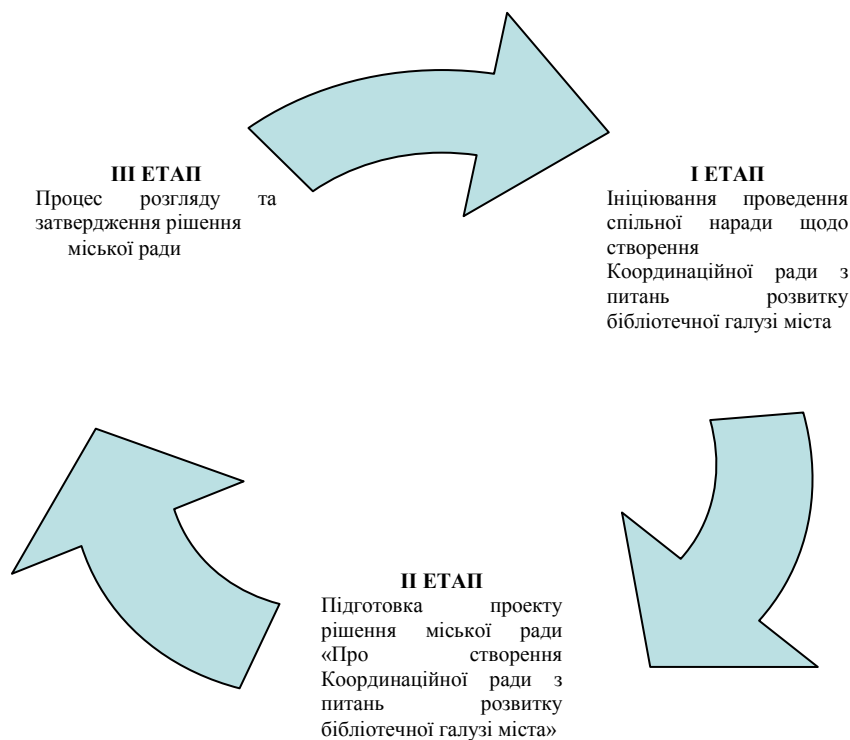 III ЕТАП
Процес розгляду та
затвердження рішення
міської ради
I ЕТАП
Ініціювання проведення
спільної наради щодо
створення
Координаційної ради з
питань розвитку
бібліотечної галузі міста
II ЕТАП
Підготовка проекту
рішення міської ради
«Про створення
Координаційної ради з
питань розвитку
бібліотечної галузі міста»